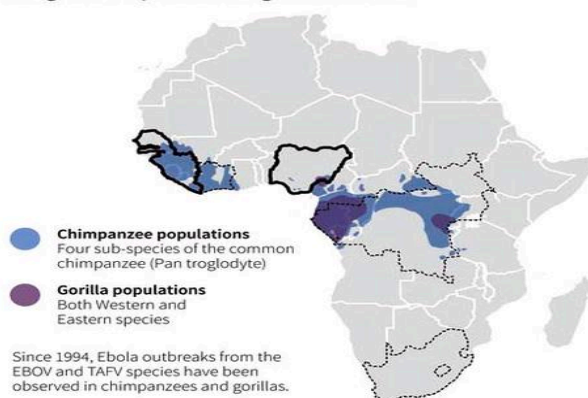 Chimpanzee populations
Four sub-species of the common
chimpanzee (Pan troglodyte)
Gorilla populations
Both Western and
Eastern species
Since 1994, Ebola outbreaks from the
EBOV and TAFV species have been
observed in chimpanzees and gorillas.